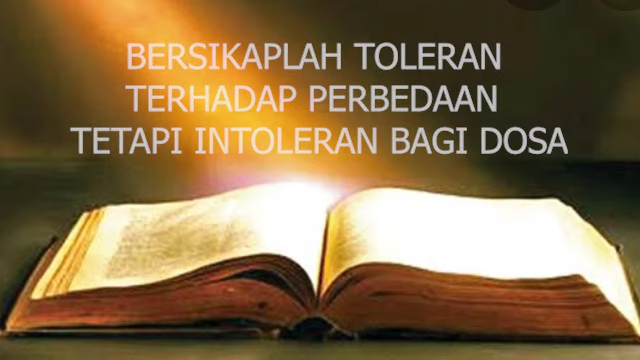 BERSIKAPLAH TOLERAN
TERHADAP PERBEDAAN
TETAPI INTOLERAN BAGI DOSA